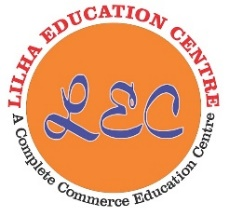 LILHA EDUCATION CENTRE
LEC
A Complete Commerce Education Centre